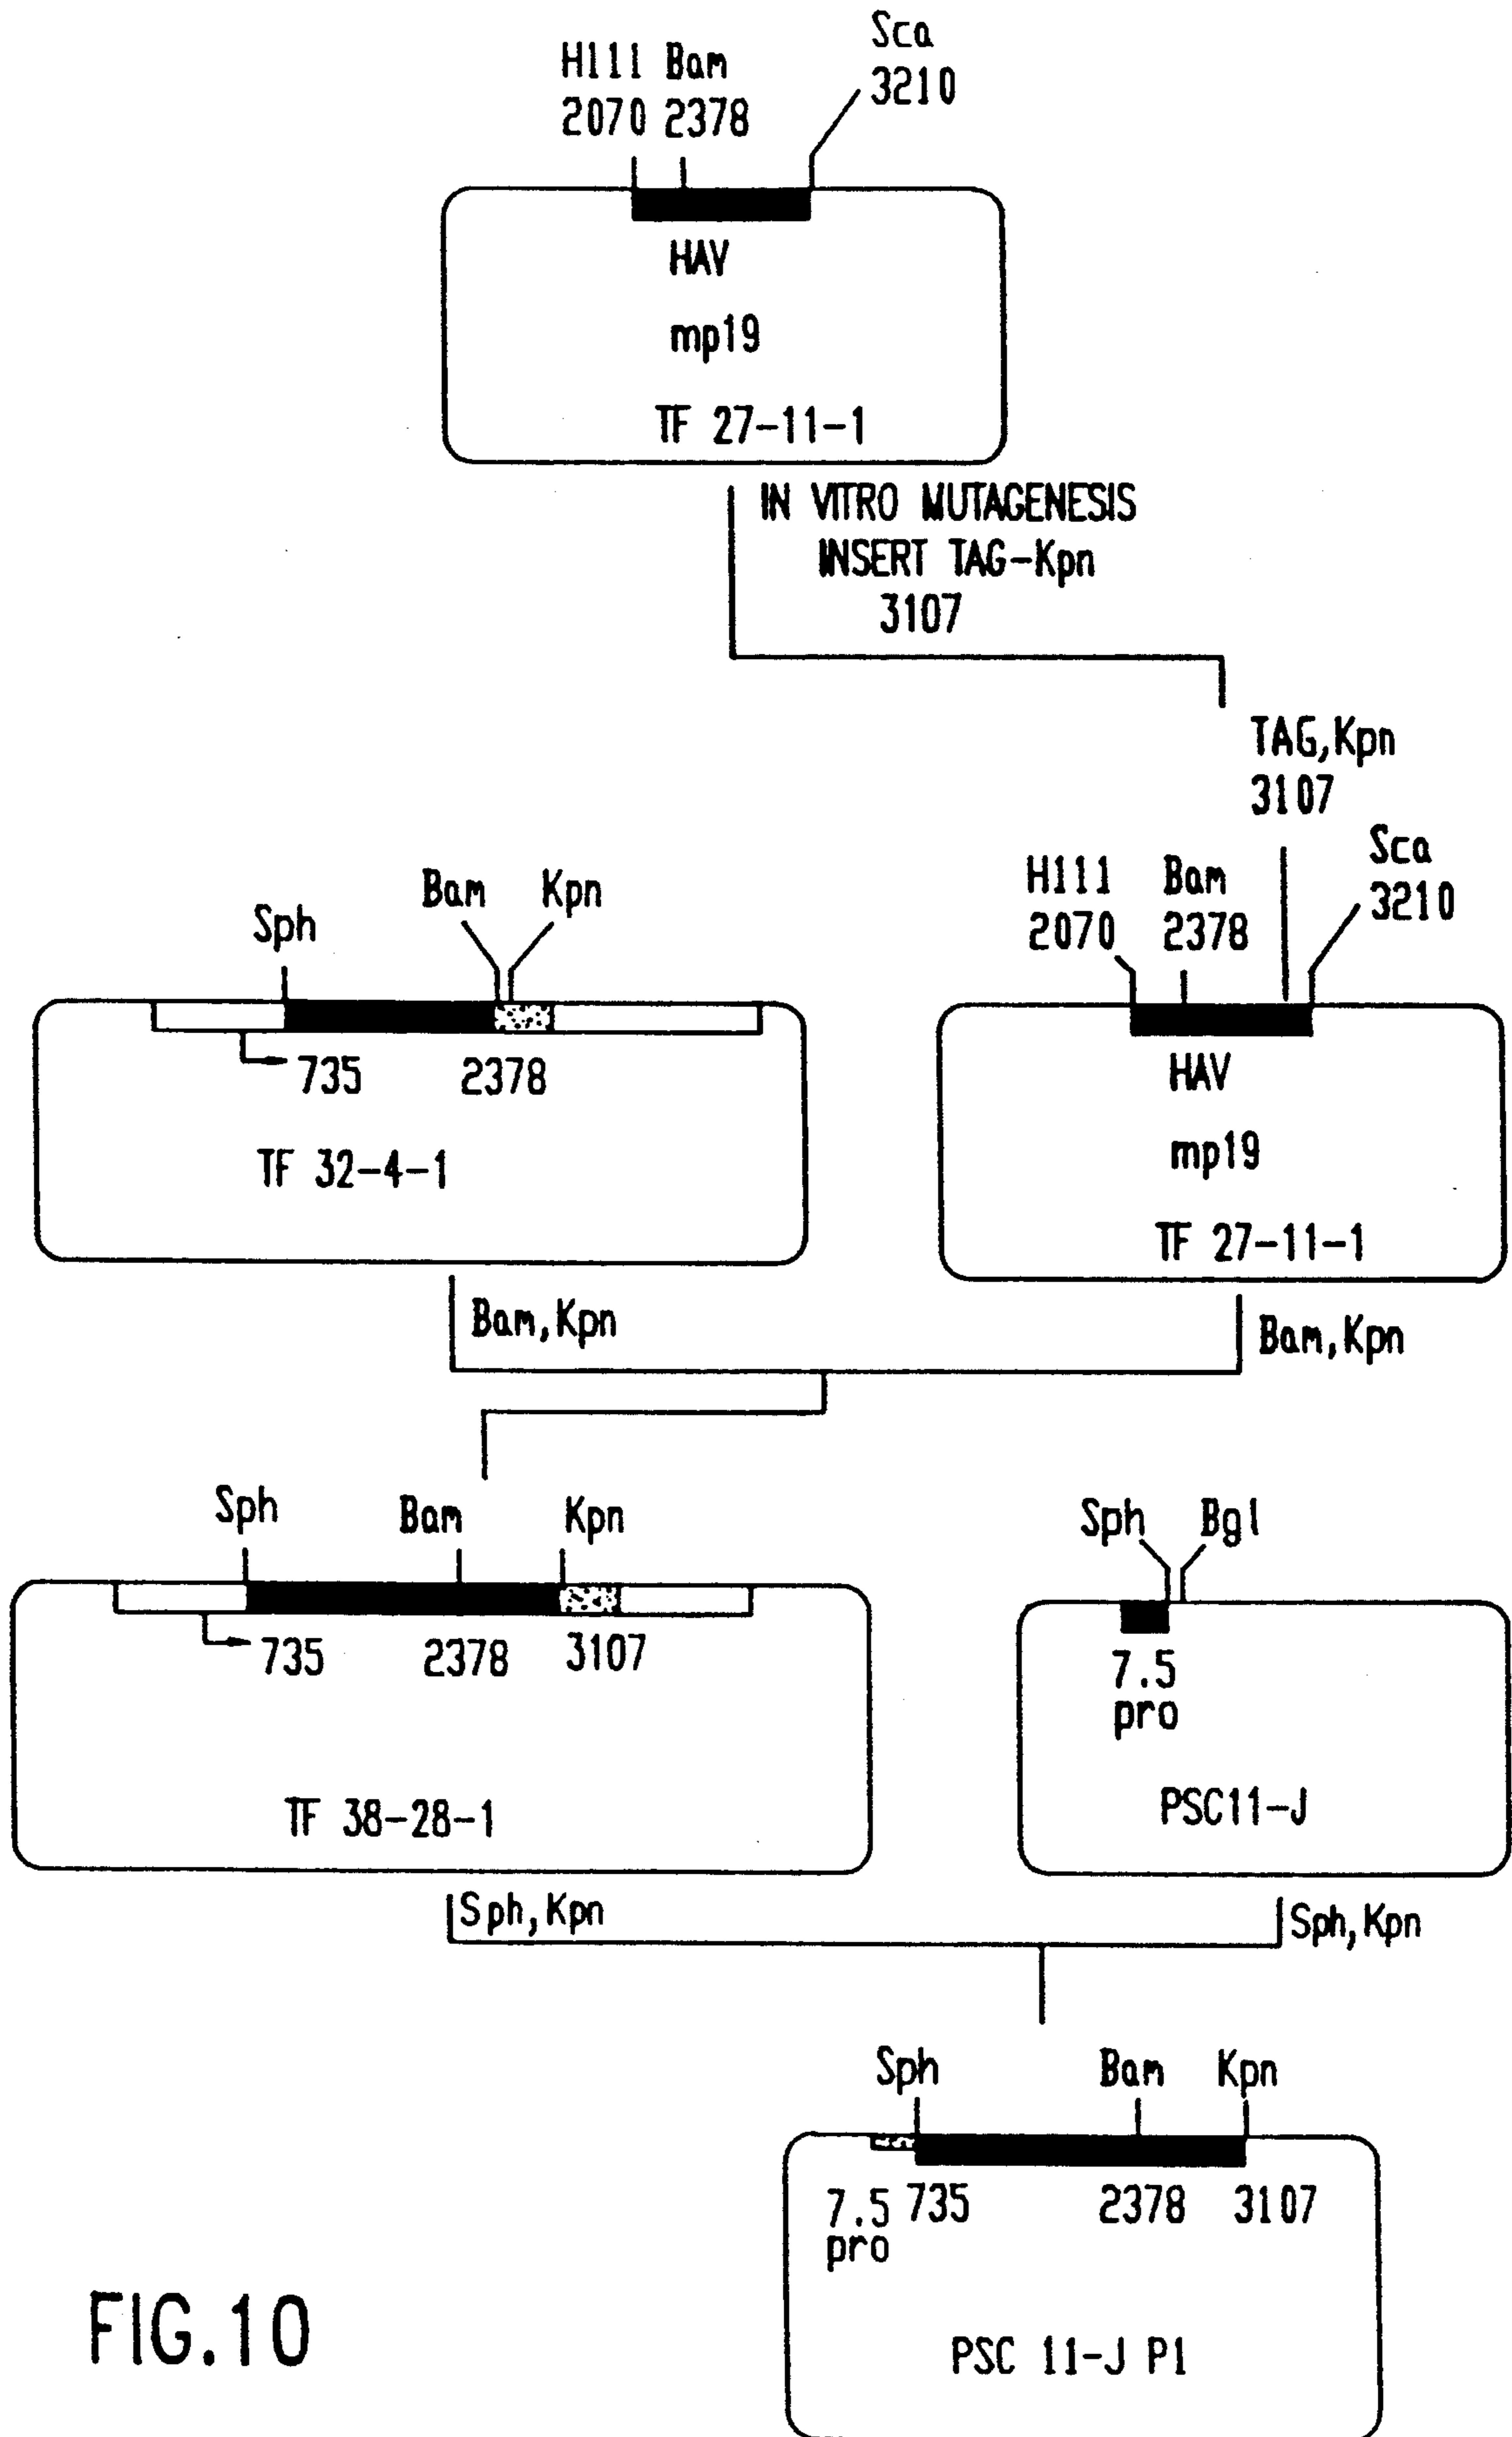 Sca
3210
H111 Bam
2070 2378
HAV
mp19
TF 27-11-1
IN VITRO MUTAGENESIS
INSERT TAG-Kpn
3107
TAG,Kpn
3107
Sph
Bam
Kpn
735
2378
TF 32-4-1
H111
2070
Bam
2378
Sca
3210
HAV
mp19
TF 27-11-1
Bam,Kpn
Bam,Kpn
Sph
Bam
Kpn
735
2378
3107
TF 38-28-1
Sph
Bgl
7.5
pro
PSC11-J
Sph,Kpn
Sph,Kpn
Sph
Bam
Kpn
7.5
pro
735
2378
3107
PSC 11-J P1
FIG.10